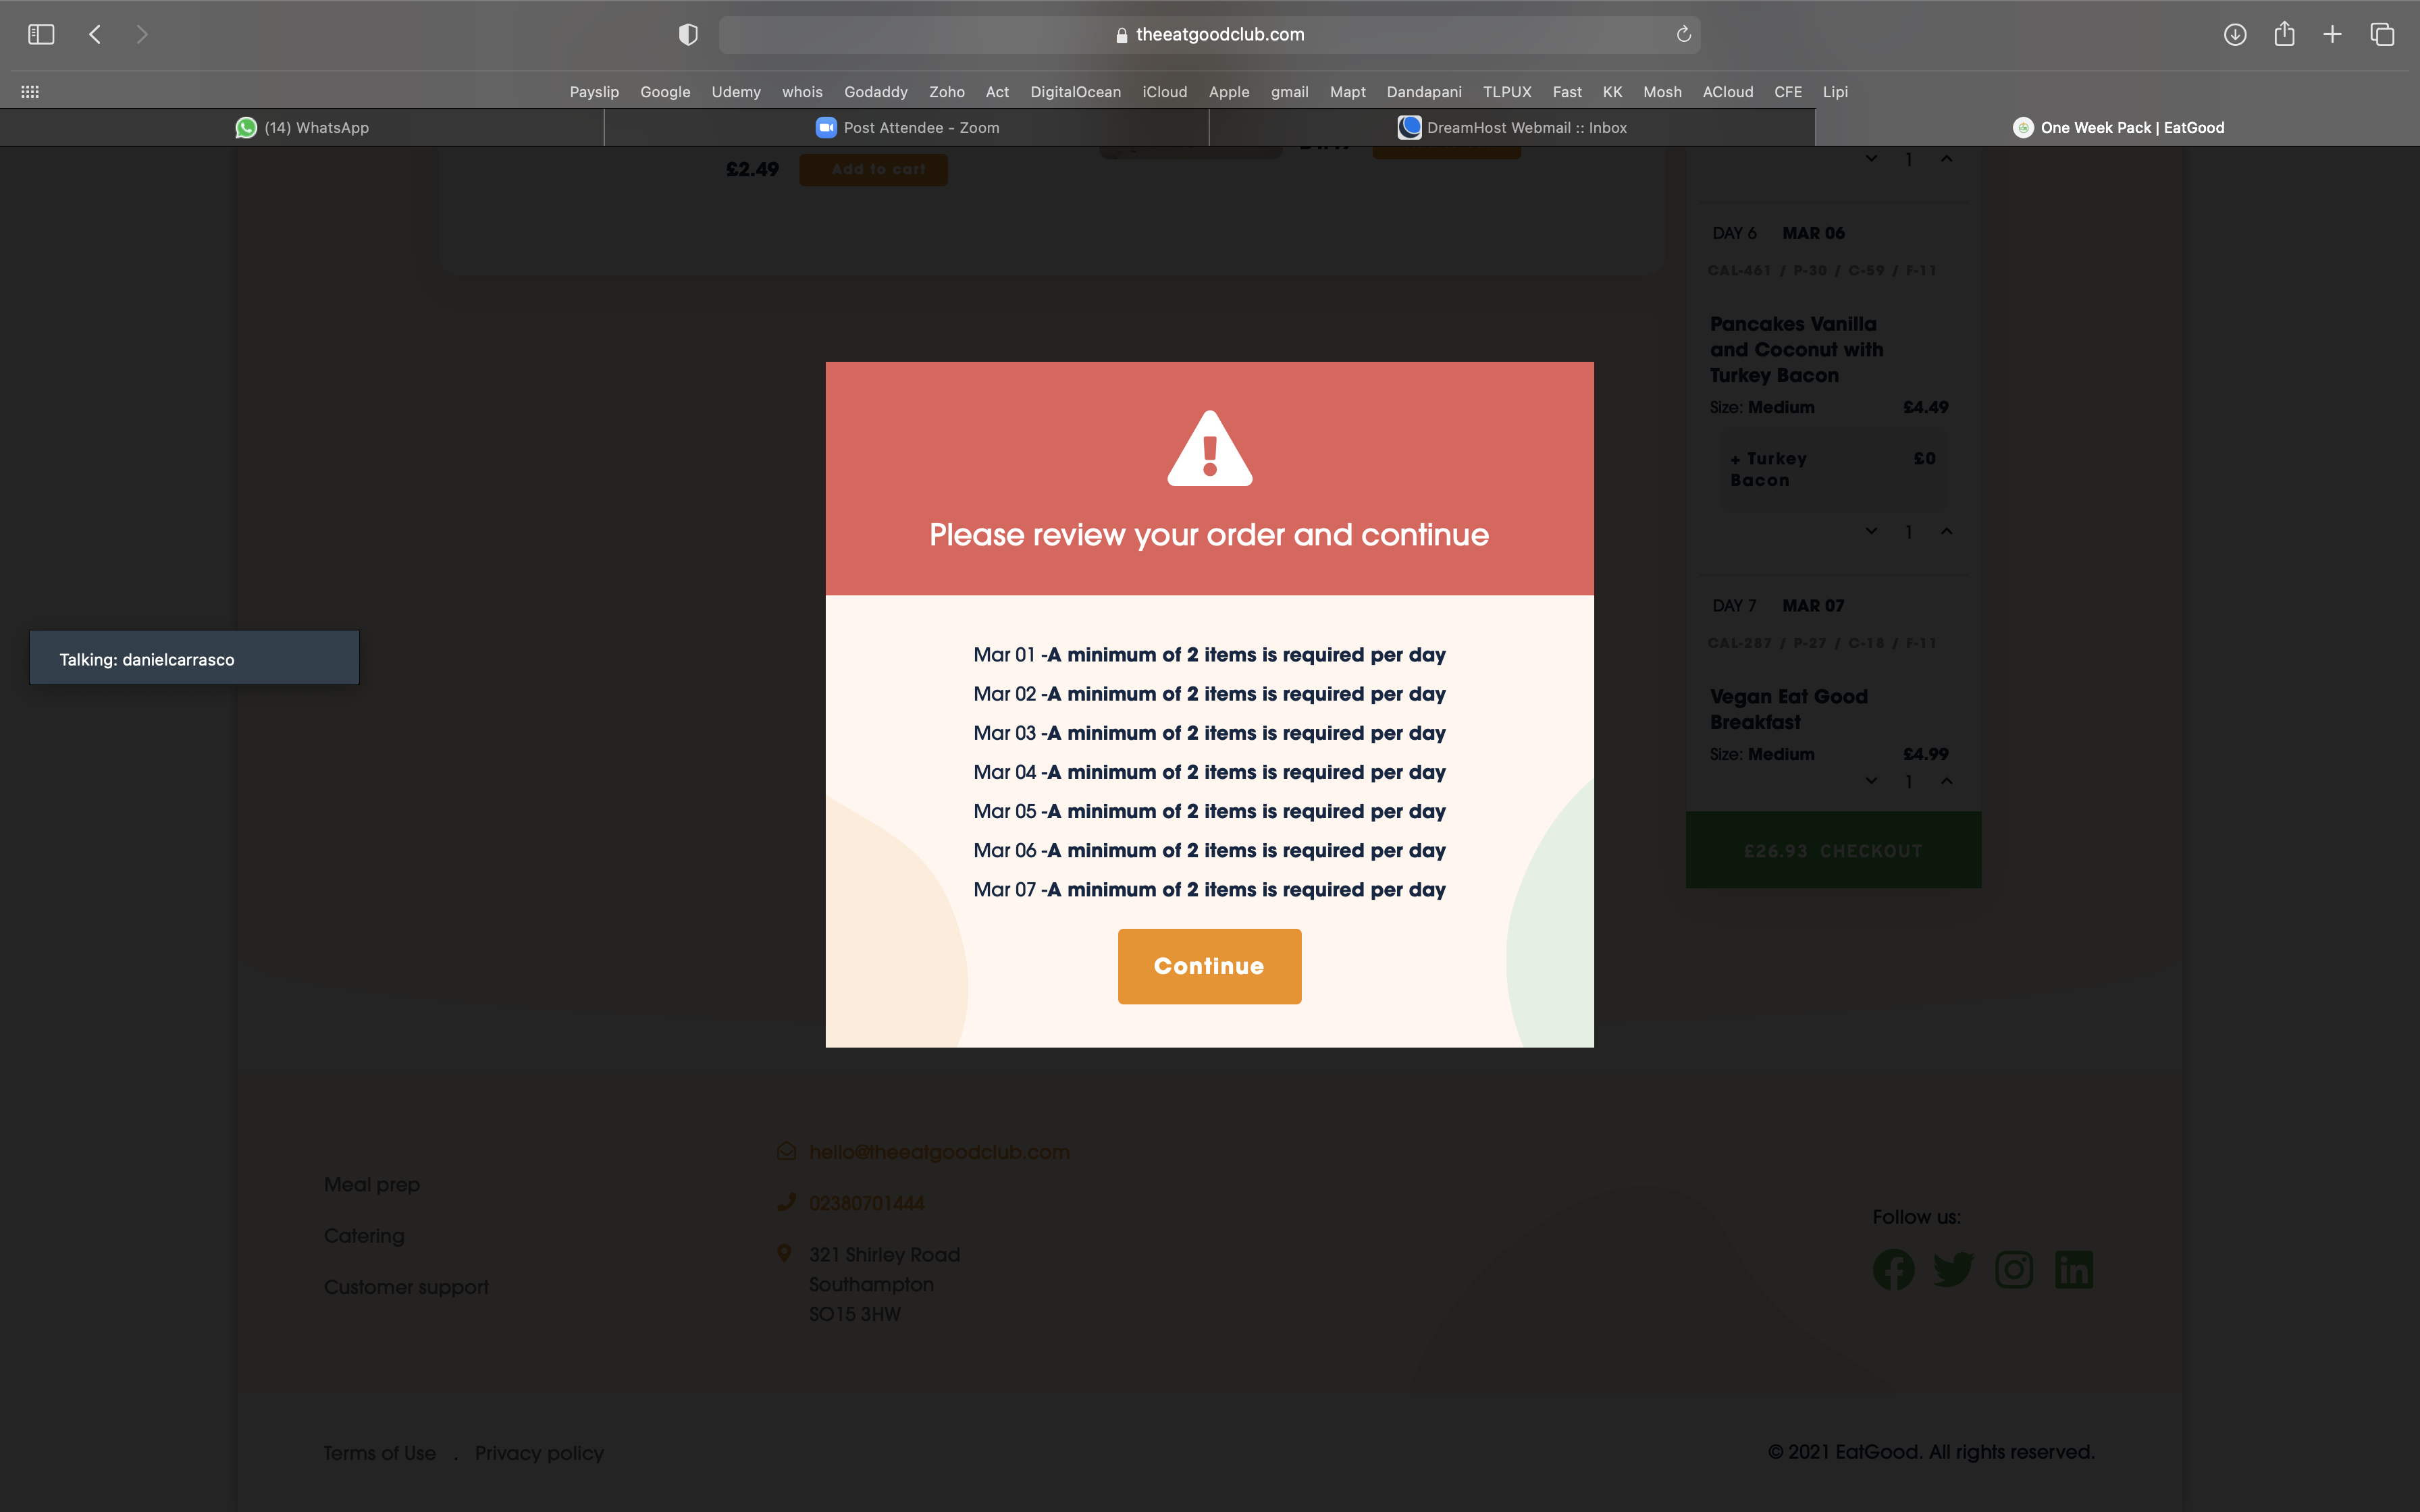 theeatgoodclub.com
Payslip Google Udemy whois Godaddy Zoho Act DigitalOcean iCloud Apple gmail Mapt Dandapani TLPUX Fast KK Mosh ACloud CFE Lipi
(14) WhatsApp
Post Attendee - Zoom
DreamHost Webmail :: Inbox
One Week Pack | EatGood
£2.49 Add to cart
1
DAY 6 MAR 06
CAL-461 / P-30 / C-59 / F-11
Pancakes Vanilla
and Coconut with
Turkey Bacon
Size: Medium £4.49
+ Turkey £0
Bacon
1
DAY 7 MAR 07
CAL-287 / P-27 / C-18 / F-11
Vegan Eat Good
Breakfast
Size: Medium £4.99
1
£26.93 CHECKOUT
Please review your order and continue
Mar 01 -A minimum of 2 items is required per day
Mar 02 -A minimum of 2 items is required per day
Mar 03 -A minimum of 2 items is required per day
Mar 04 -A minimum of 2 items is required per day
Mar 05 -A minimum of 2 items is required per day
Mar 06 -A minimum of 2 items is required per day
Mar 07 -A minimum of 2 items is required per day
Continue
Talking: danielcarrasco
Meal prep
Catering
Customer support
hello@theeatgoodclub.com
02380701444
321 Shirley Road
Southampton
SO15 3HW
Follow us:
Terms of Use . Privacy policy
© 2021 EatGood. All rights reserved.